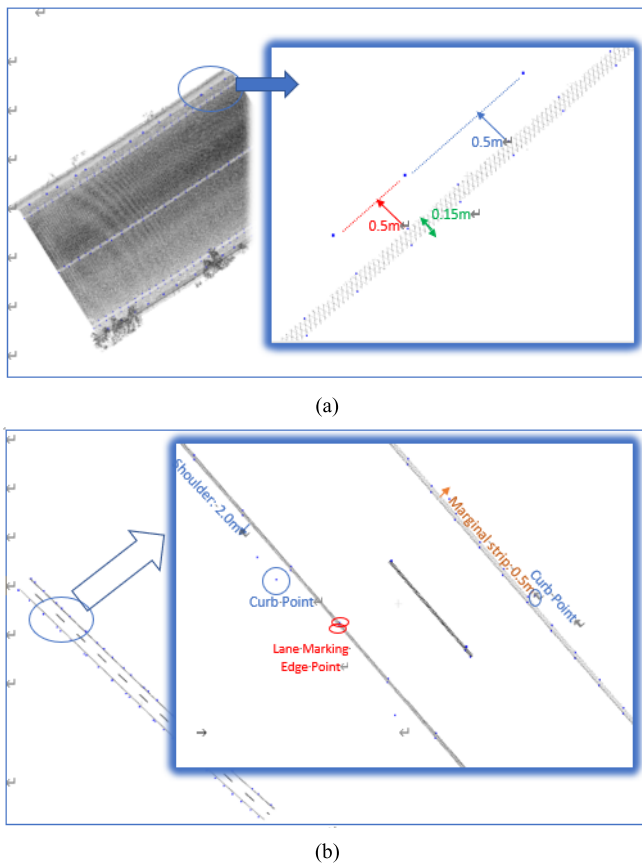 0.5m
0.5m
0.15m
(a)
Shoulder: 2.0m
Marginal strip: 0.5m
Curb Point
Curb Point
Lane Marking
Edge Point
(b)